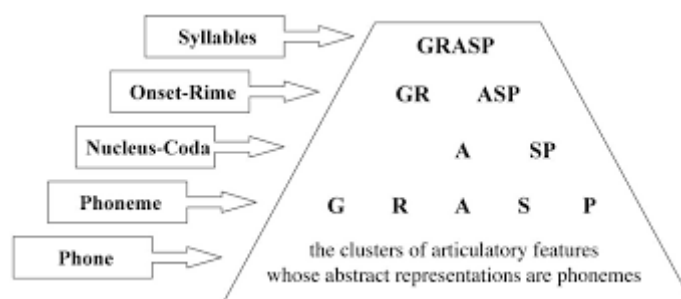 Syllables GRASP
Onset-Rime GR ASP
Nucleus-Coda A SP
Phoneme G R A S P
Phone
the clusters of articulatory features
whose abstract representations are phonemes